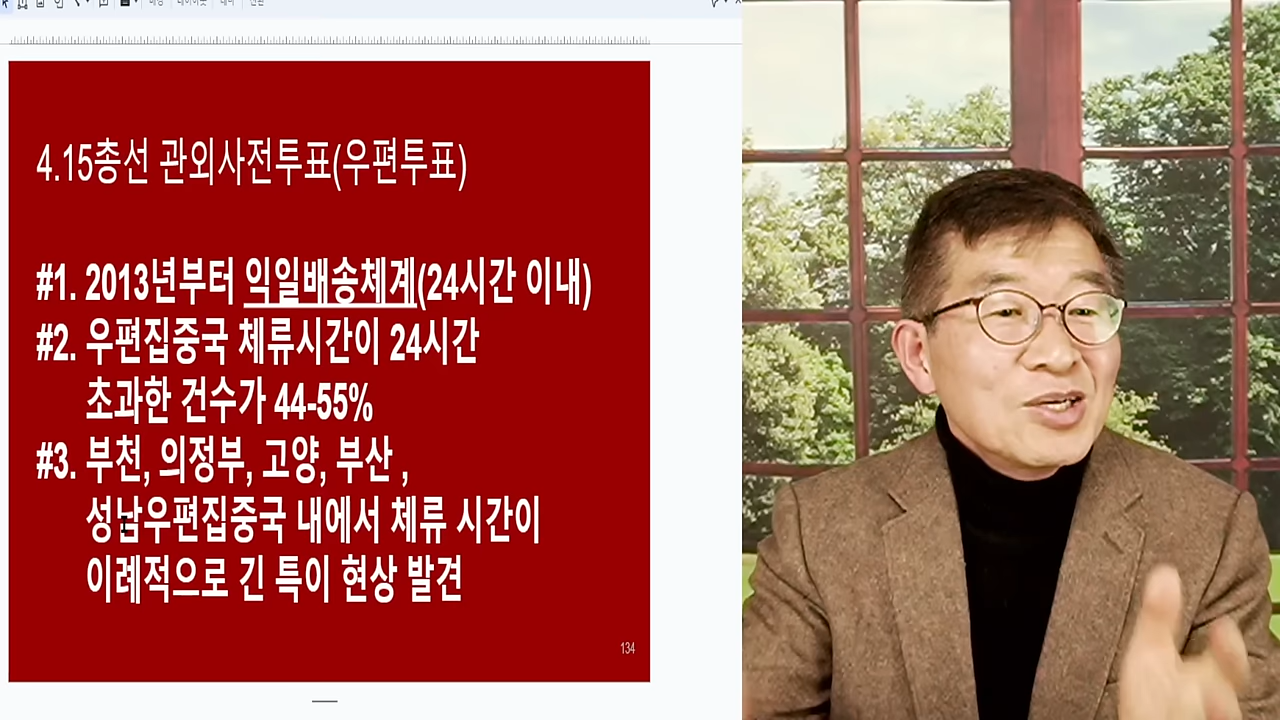 4.15총선 관외사전투표(우편투표)
#1. 2013년부터 익일배송체계(24시간 이내)
#2. 우편집중국 체류시간이 24시간
초과한 건수가 44-55%
#3. 부천, 의정부, 고양, 부산 ,
성남우편집중국 내에서 체류 시간이
이례적으로 긴 특이 현상 발견
134